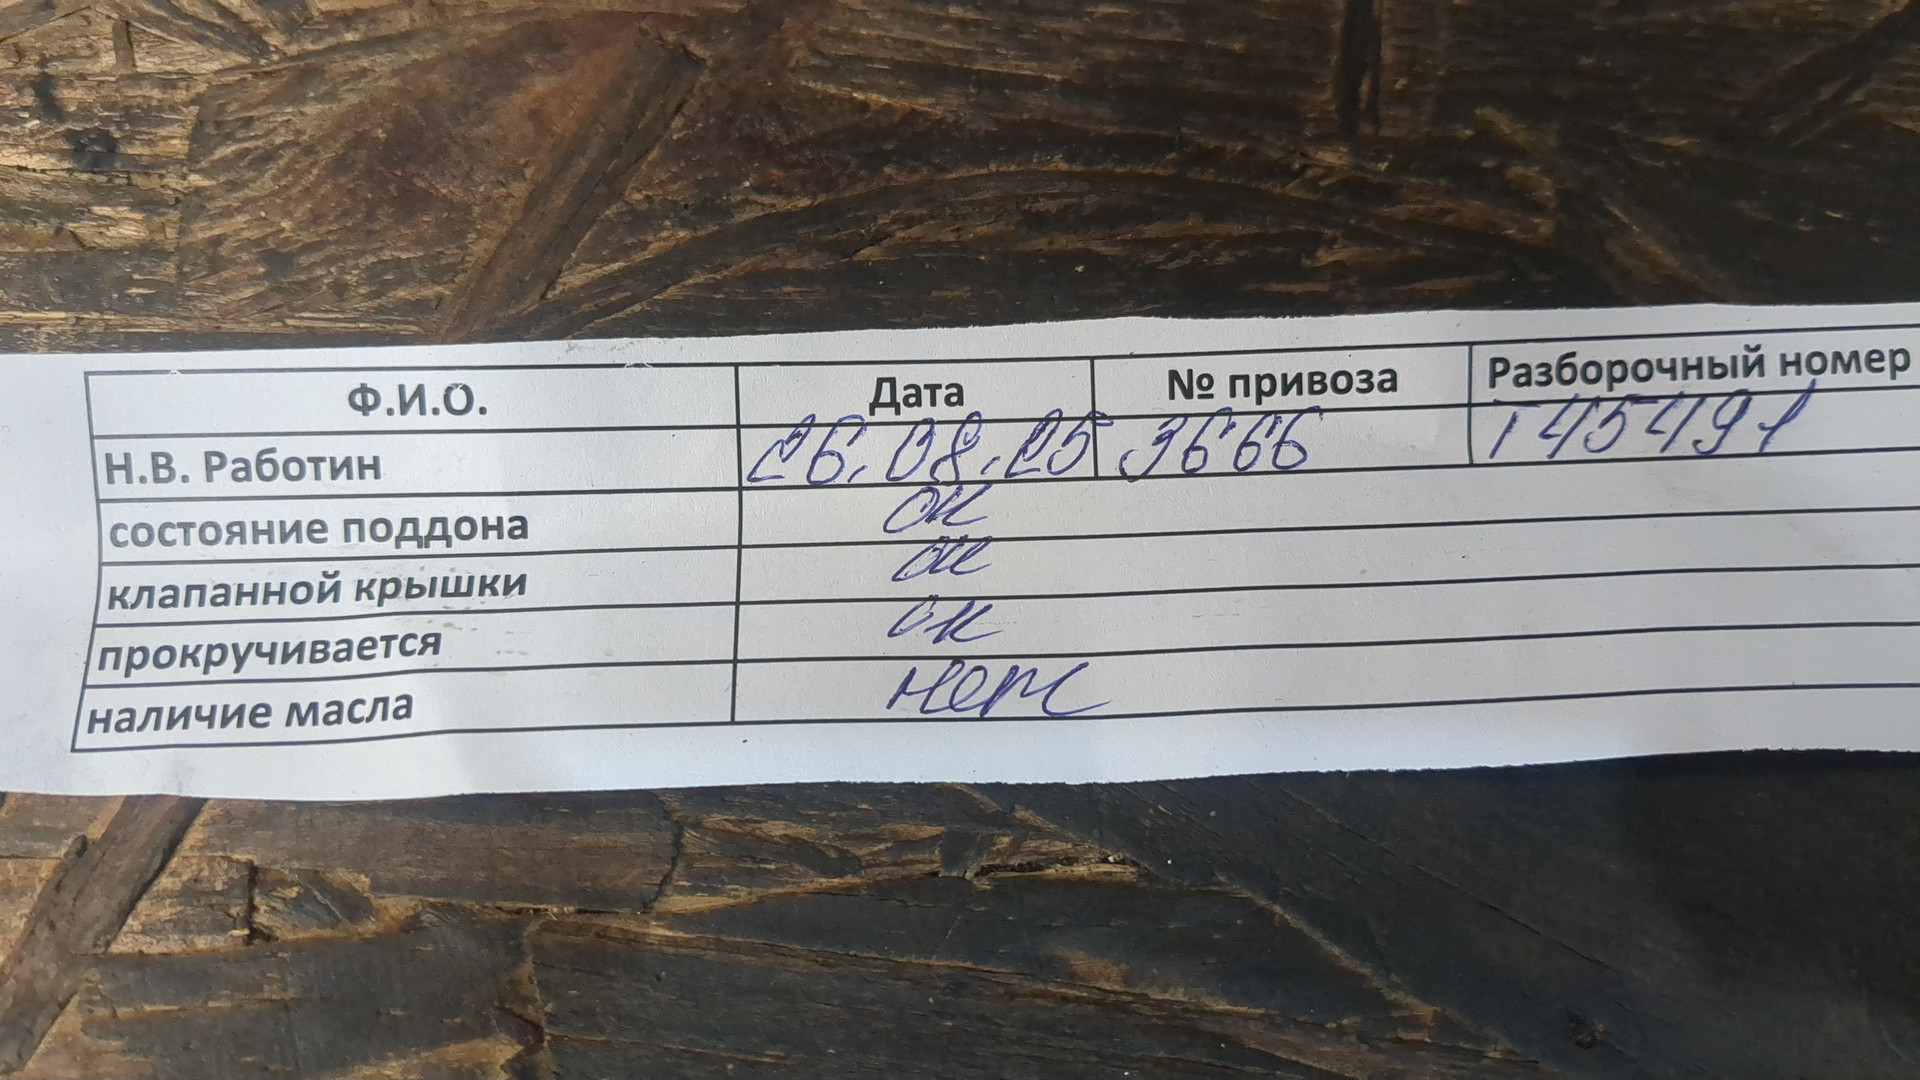 Ф.И.О. Дата № привоза Разборочный номер
Н.В. Работин 26.08.25 3666 Т45491
состояние поддона ок
клапанной крышки ок
прокручивается ок
наличие масла нет